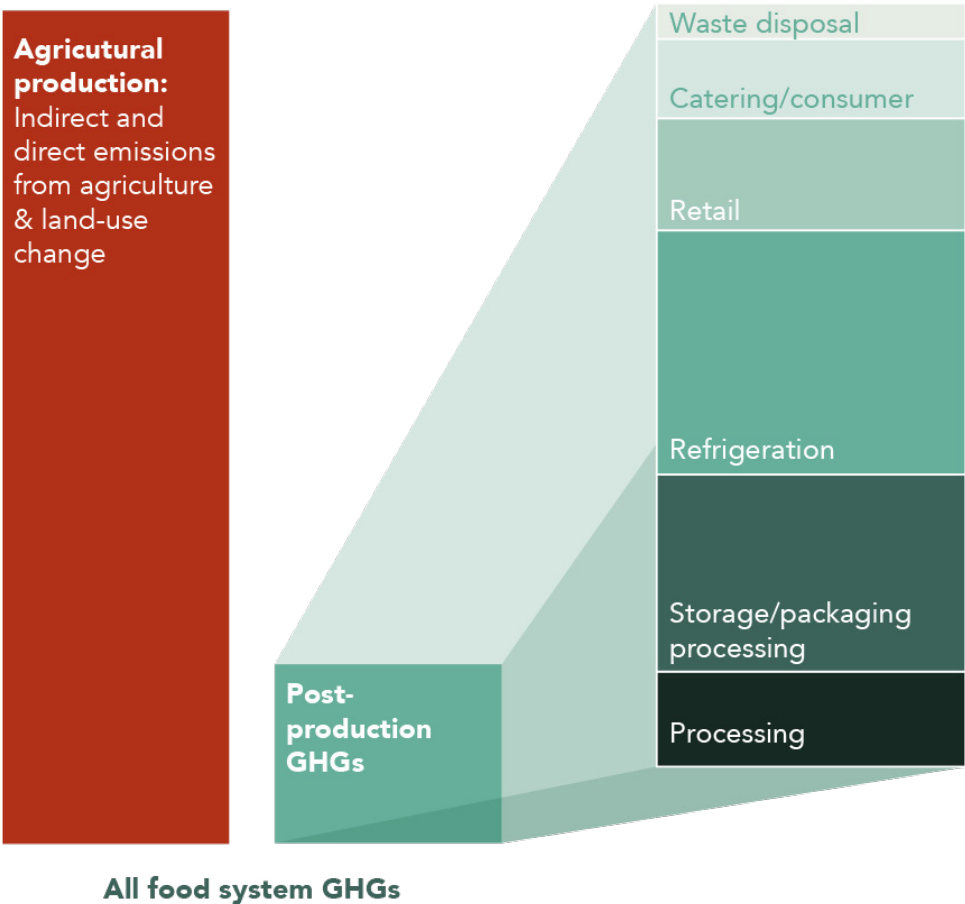 Agricutural
production:
Indirect and
direct emissions
from agriculture
& land-use
change
Post-
production
GHGs
Waste disposal
Catering/consumer
Retail
Refrigeration
Storage/packaging
processing
Processing
All food system GHGs